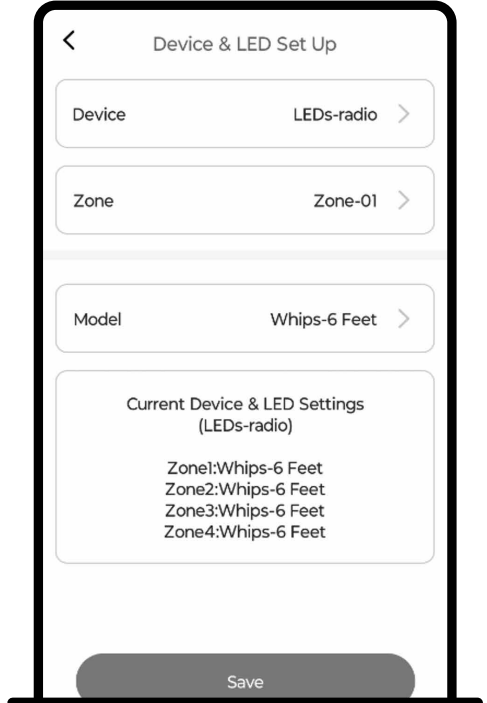 Device & LED Set Up
Device LEDs-radio
Zone Zone-01
Model Whips-6 Feet
Current Device & LED Settings
(LEDs-radio)
Zone1:Whips-6 Feet
Zone2:Whips-6 Feet
Zone3:Whips-6 Feet
Zone4:Whips-6 Feet
Save